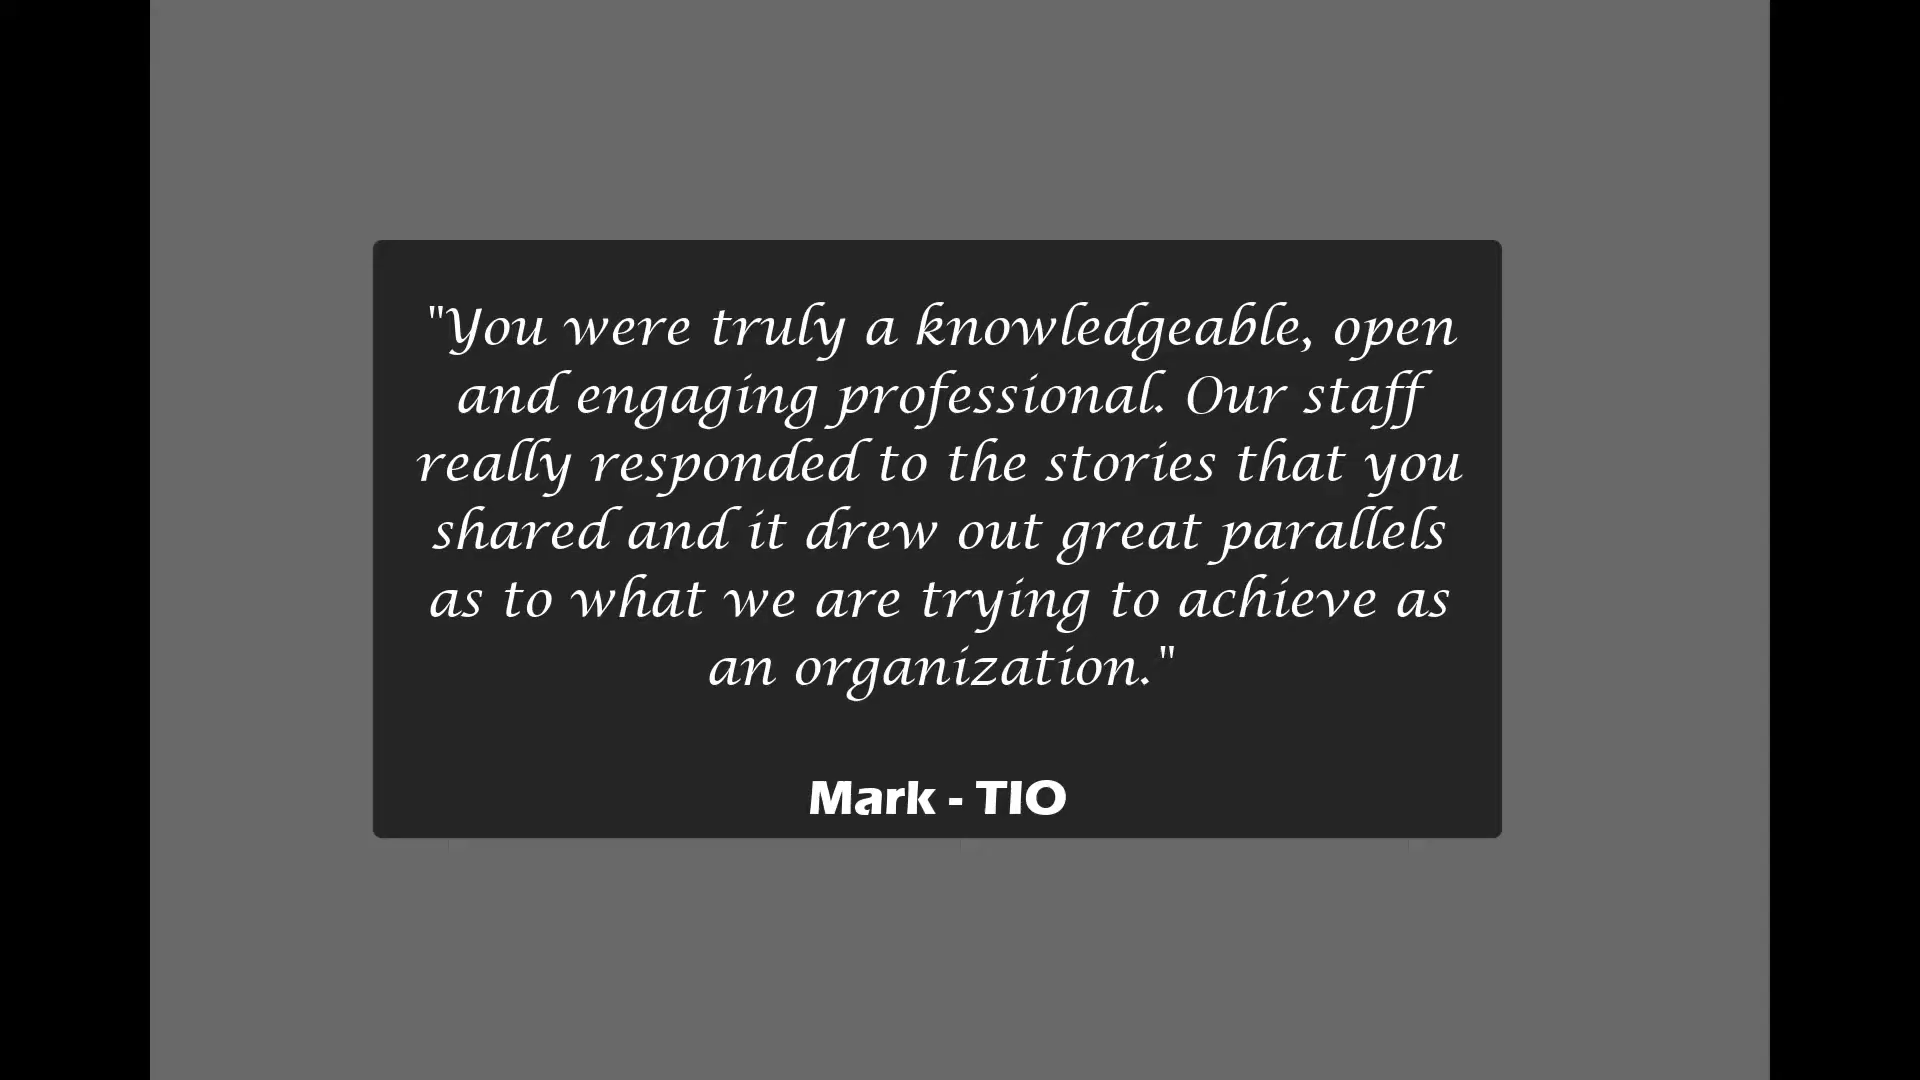 "You were truly a knowledgeable, open
and engaging professional. Our staff
really responded to the stories that you
shared and it drew out great parallels
as to what we are trying to achieve as
an organization."
Mark - TIO